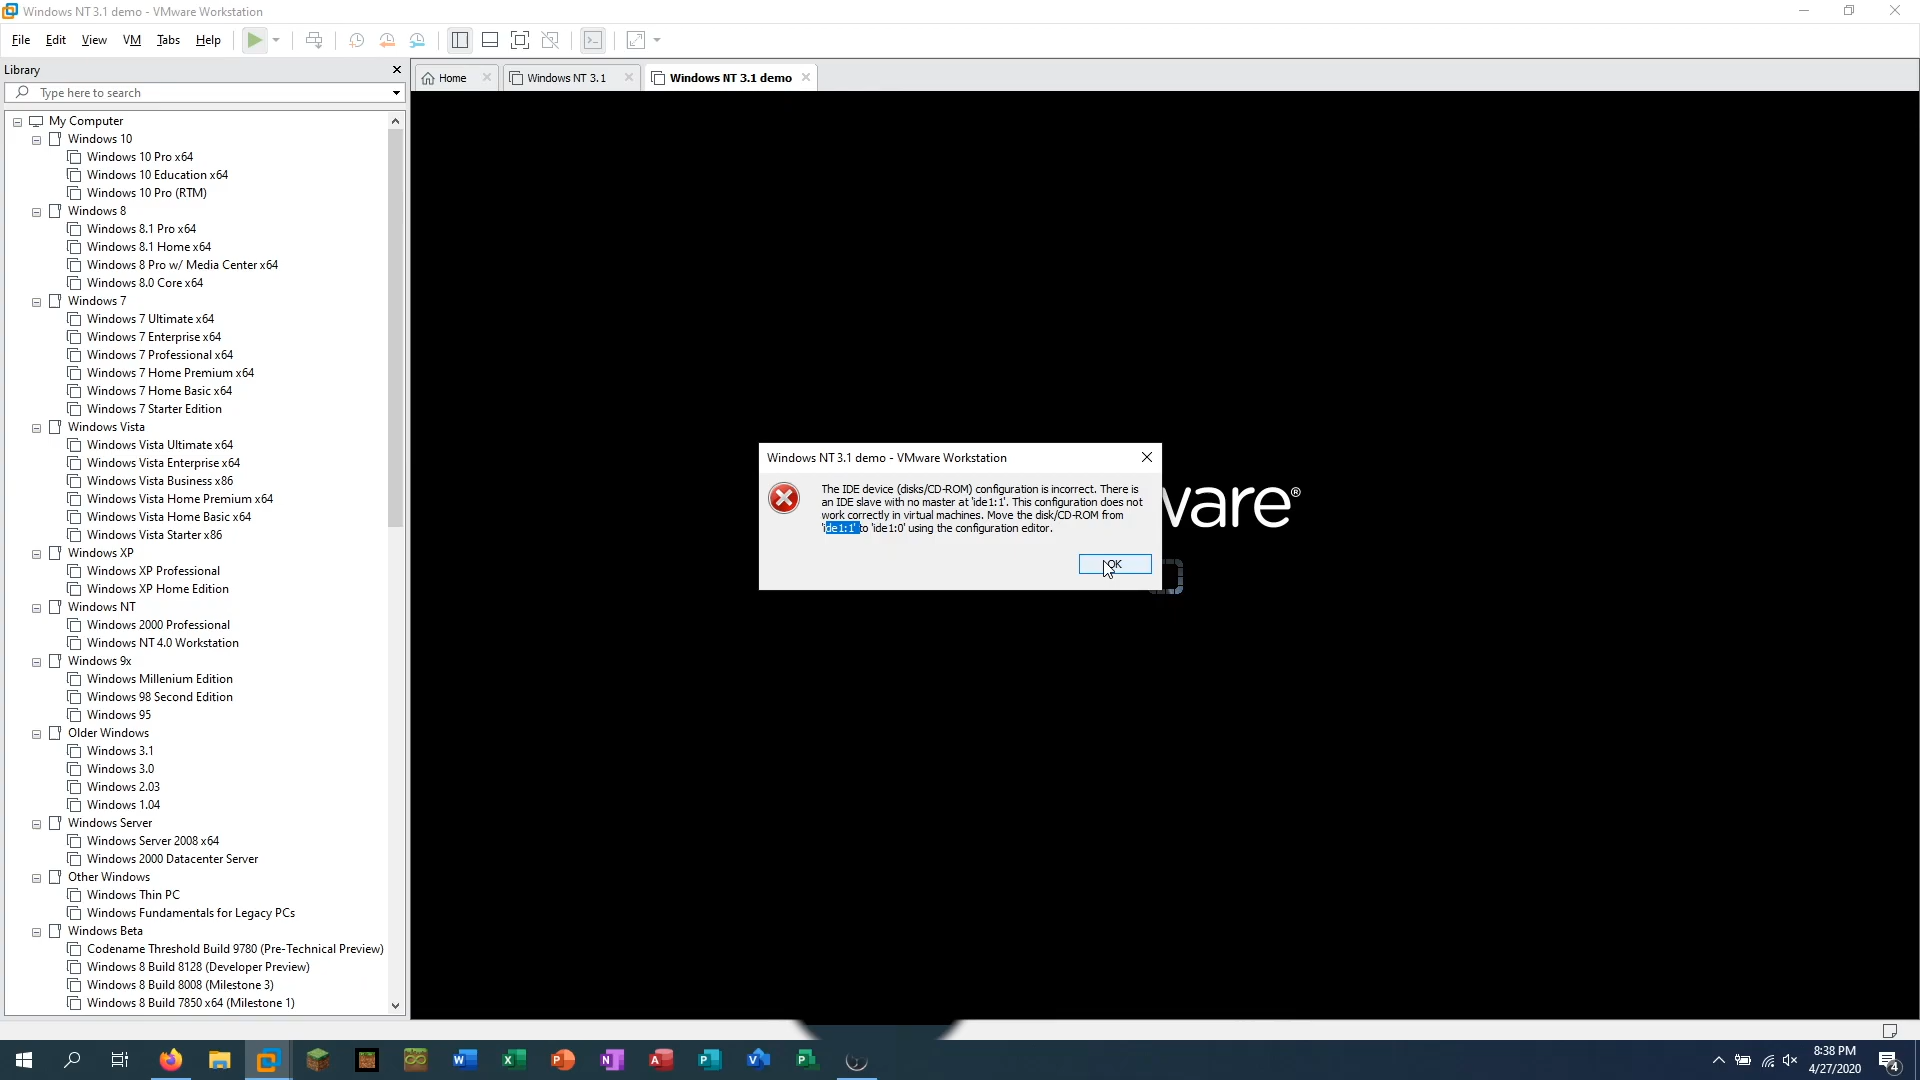 Windows NT 3.1 demo - VMware Workstation
File Edit View VM Tabs Help
Library
Type here to search
Home
Windows NT 3.1
Windows NT 3.1 demo
My Computer
Windows 10
Windows 10 Pro x64
Windows 10 Education x64
Windows 10 Pro (RTM)
Windows 8
Windows 8.1 Pro x64
Windows 8.1 Home x64
Windows 8 Pro w/ Media Center x64
Windows 8.0 Core x64
Windows 7
Windows 7 Ultimate x64
Windows 7 Enterprise x64
Windows 7 Professional x64
Windows 7 Home Premium x64
Windows 7 Home Basic x64
Windows 7 Starter Edition
Windows Vista
Windows Vista Ultimate x64
Windows Vista Enterprise x64
Windows Vista Business x86
Windows Vista Home Premium x64
Windows Vista Home Basic x64
Windows Vista Starter x86
Windows XP
Windows XP Professional
Windows XP Home Edition
Windows NT
Windows 2000 Professional
Windows NT 4.0 Workstation
Windows 9x
Windows Millenium Edition
Windows 98 Second Edition
Windows 95
Older Windows
Windows 3.1
Windows 3.0
Windows 2.03
Windows 1.04
Windows Server
Windows Server 2008 x64
Windows 2000 Datacenter Server
Other Windows
Windows Thin PC
Windows Fundamentals for Legacy PCs
Windows Beta
Codename Threshold Build 9780 (Pre-Technical Preview)
Windows 8 Build 8128 (Developer Preview)
Windows 8 Build 8008 (Milestone 3)
Windows 8 Build 7850 x64 (Milestone 1)
Windows NT 3.1 demo - VMware Workstation
The IDE device (disks/CD-ROM) configuration is incorrect. There is
an IDE slave with no master at 'ide1:1'. This configuration does not
work correctly in virtual machines. Move the disk/CD-ROM from
'ide1:1' to 'ide1:0' using the configuration editor.
OK
ware®
8:38 PM
4/27/2020
4